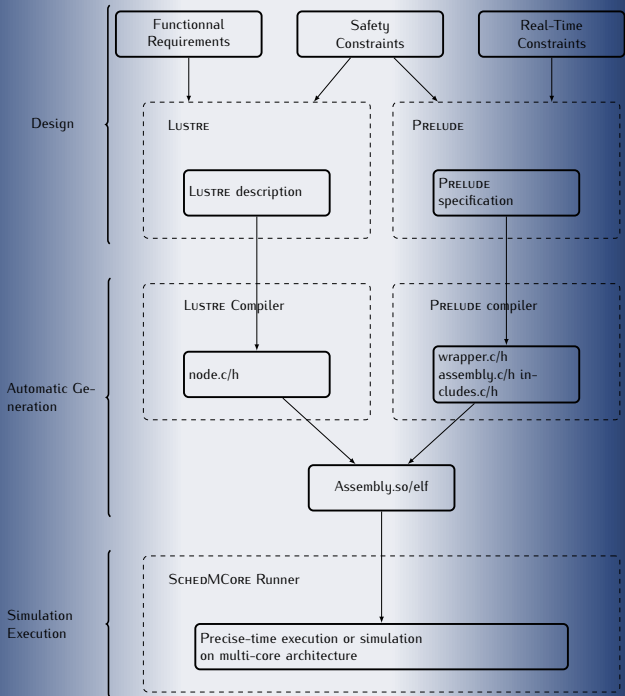 Functionnal
Requirements
Safety
Constraints
Real-Time
Constraints
Design
LUSTRE
PRELUDE
LUSTRE description
PRELUDE
specification
LUSTRE Compiler
PRELUDE compiler
Automatic Ge-
neration
node.c/h
wrapper.c/h
assembly.c/h in-
cludes.c/h
Assembly.so/elf
SCHEDMCORE Runner
Simulation
Execution
Precise-time execution or simulation
on multi-core architecture